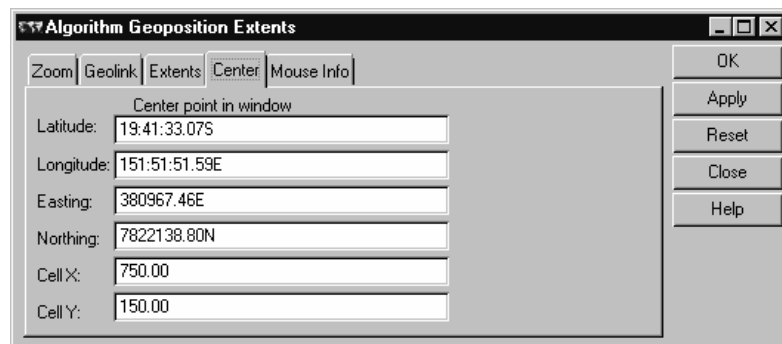 Algorithm Geoposition Extents
Zoom Geolink Extents Center Mouse Info
Center point in window
Latitude: 19:41:33.07S
Longitude: 151:51:51.59E
Easting: 380967.46E
Northing: 7822138.80N
Cell X: 750.00
Cell Y: 150.00
OK
Apply
Reset
Close
Help